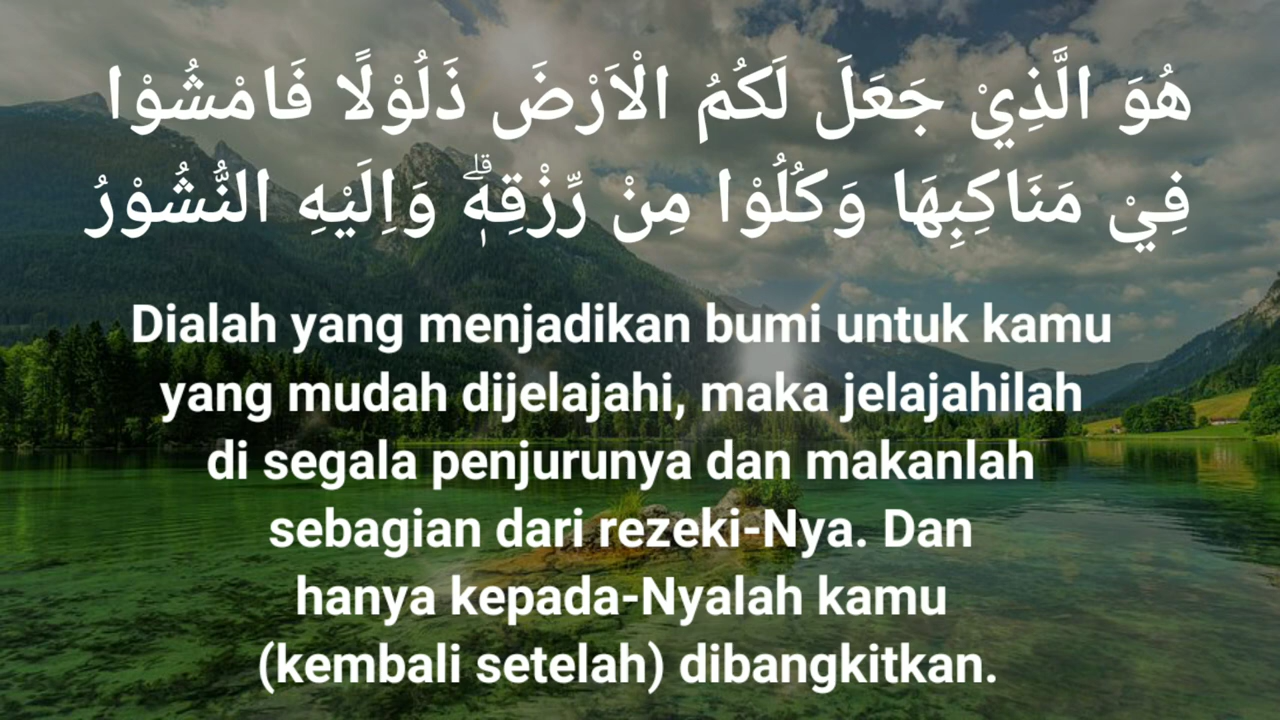 هُوَ الَّذِيْ جَعَلَ لَكُمُ الْاَرْضَ ذَلُوْلًا فَامْشُوْا
فِيْ مَنَاكِبِهَا وَكُلُوْا مِنْ رِّزْقِهٖۗ وَاِلَيْهِ النُّشُوْرُ
Dialah yang menjadikan bumi untuk kamu
yang mudah dijelajahi, maka jelajahilah
di segala penjurunya dan makanlah
sebagian dari rezeki-Nya. Dan
hanya kepada-Nyalah kamu
(kembali setelah) dibangkitkan.